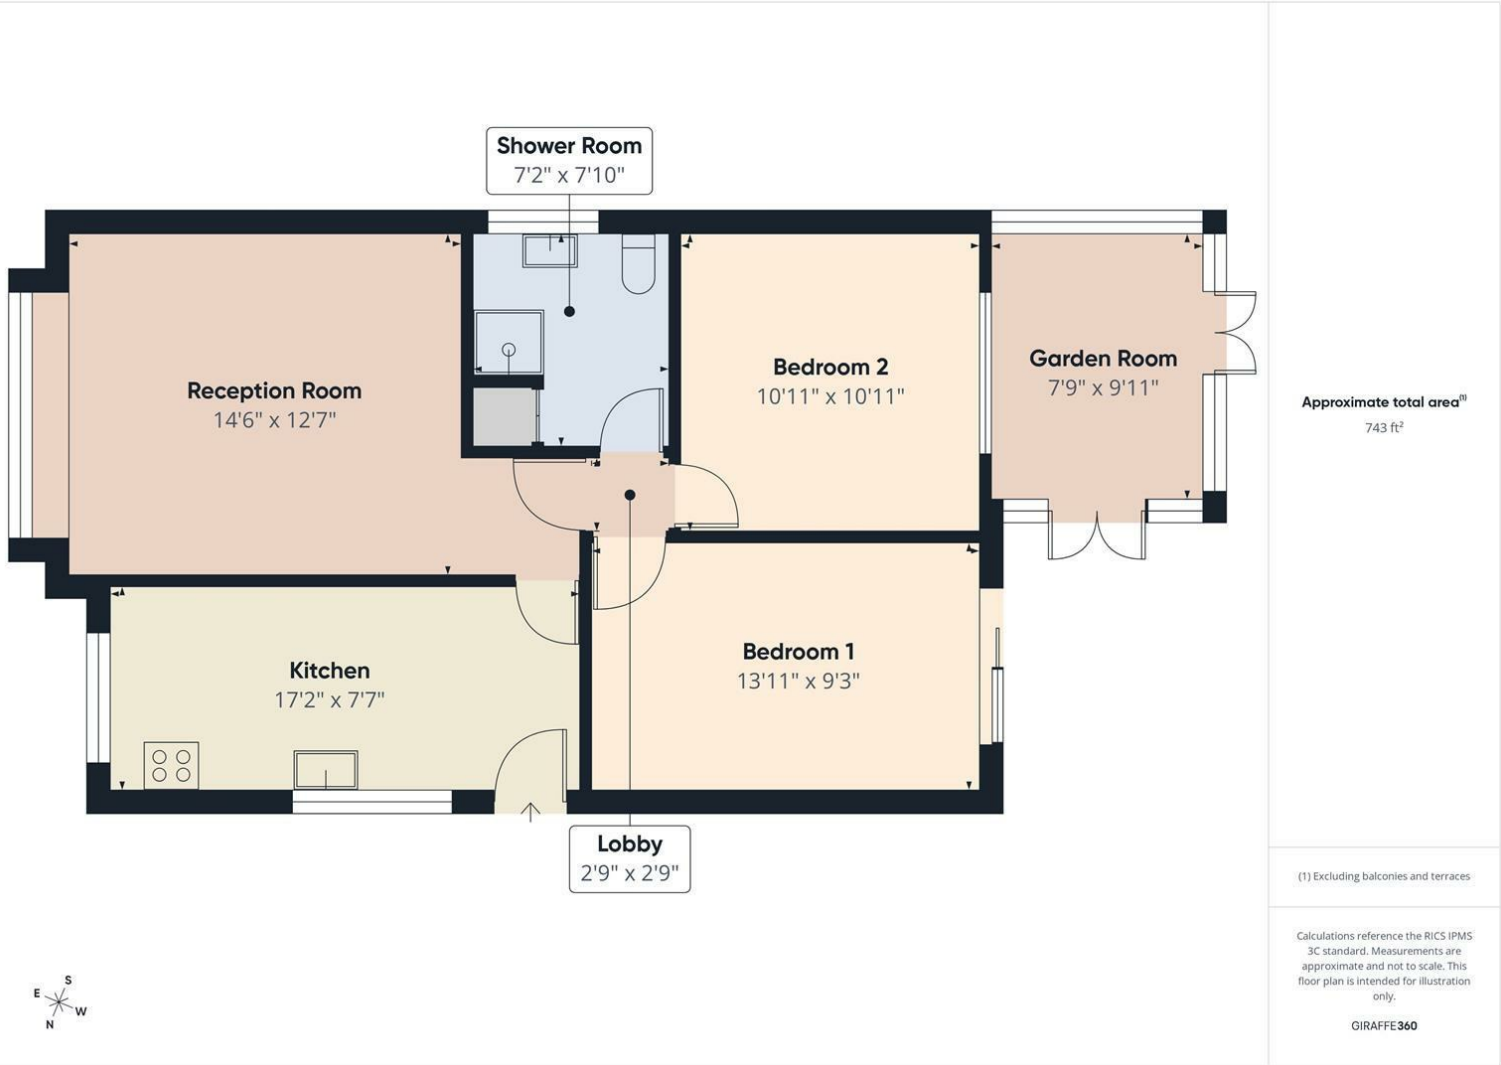 Shower Room
7'2" x 7'10"
Reception Room
14'6" x 12'7"
Bedroom 2
10'11" x 10'11"
Garden Room
7'9" x 9'11"
Kitchen
17'2" x 7'7"
Bedroom 1
13'11" x 9'3"
Lobby
2'9" x 2'9"
S
E
W
N
Approximate total area(1)
743 ft²
(1) Excluding balconies and terraces
Calculations reference the RICS IPMS
3C standard. Measurements are
approximate and not to scale. This
floor plan is intended for illustration
only.
GIRAFFE360